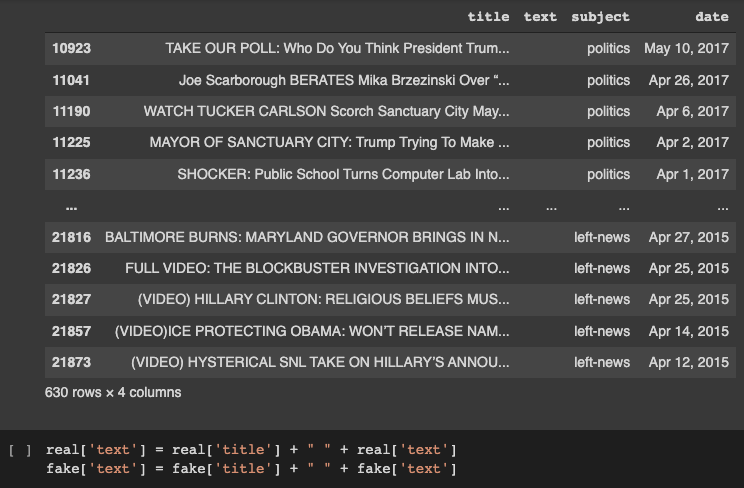 title text subject date
10923 TAKE OUR POLL: Who Do You Think President Trum... politics May 10, 2017
11041 Joe Scarborough BERATES Mika Brzezinski Over “... politics Apr 26, 2017
11190 WATCH TUCKER CARLSON Scorch Sanctuary City May... politics Apr 6, 2017
11225 MAYOR OF SANCTUARY CITY: Trump Trying To Make ... politics Apr 2, 2017
11236 SHOCKER: Public School Turns Computer Lab Into... politics Apr 1, 2017
... ... ... ... ...
21816 BALTIMORE BURNS: MARYLAND GOVERNOR BRINGS IN N... left-news Apr 27, 2015
21826 FULL VIDEO: THE BLOCKBUSTER INVESTIGATION INTO... left-news Apr 25, 2015
21827 (VIDEO) HILLARY CLINTON: RELIGIOUS BELIEFS MUS... left-news Apr 25, 2015
21857 (VIDEO)ICE PROTECTING OBAMA: WON’T RELEASE NAM... left-news Apr 14, 2015
21873 (VIDEO) HYSTERICAL SNL TAKE ON HILLARY’S ANNOU... left-news Apr 12, 2015
630 rows × 4 columns
[ ] real['text'] = real['title'] + " " + real['text']
fake['text'] = fake['title'] + " " + fake['text']